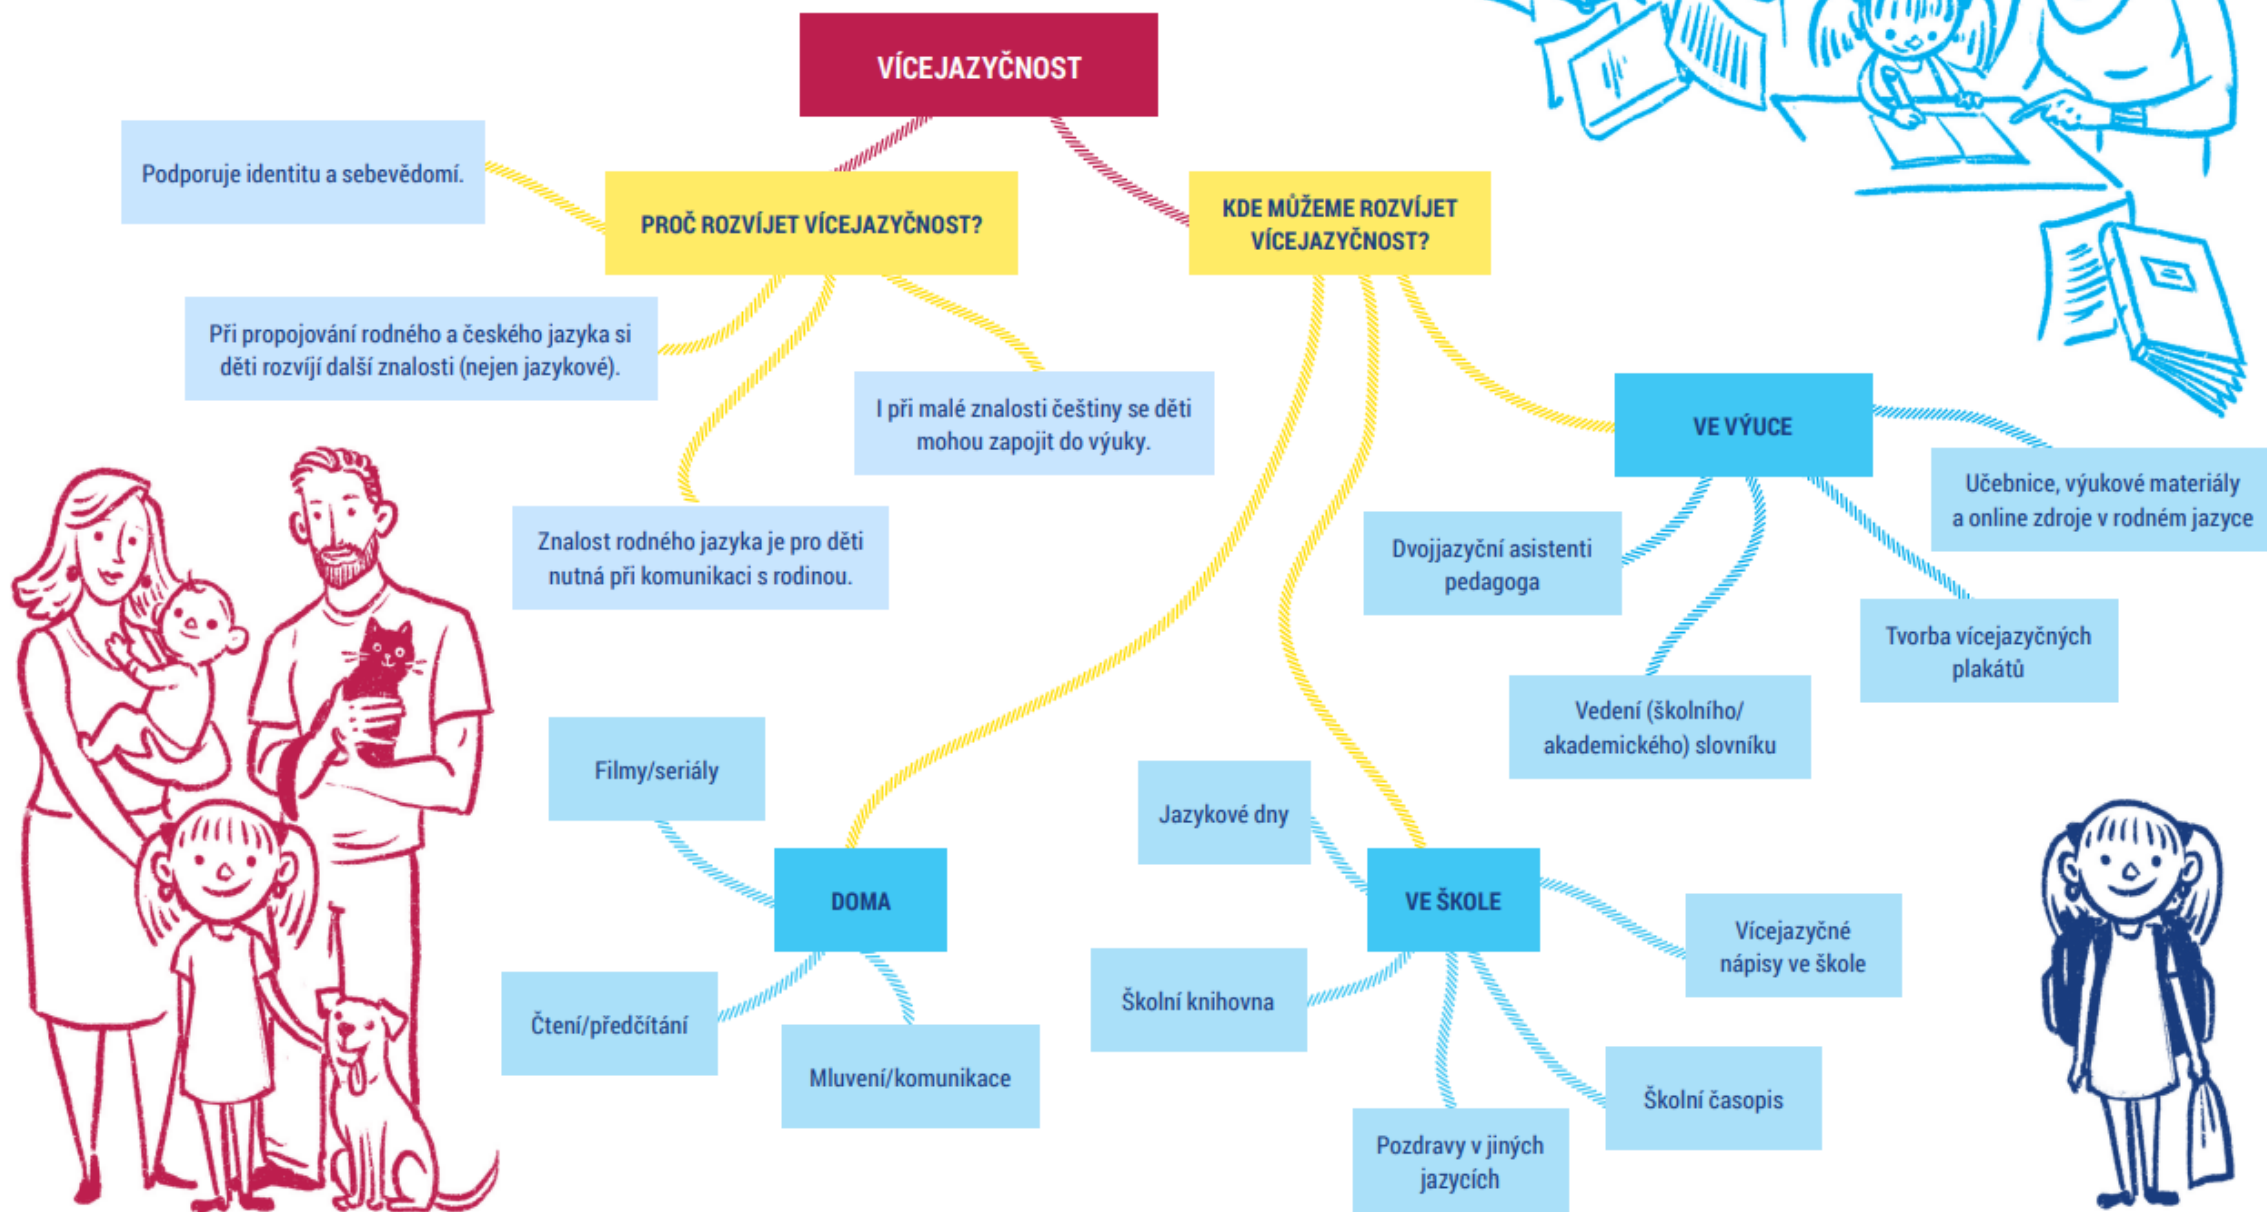 VÍCEJAZYČNOST
Podporuje identitu a sebevědomí.
PROČ ROZVÍJET VÍCEJAZYČNOST?
KDE MŮŽEME ROZVÍJET
VÍCEJAZYČNOST?
Při propojování rodného a českého jazyka si
děti rozvíjí další znalosti (nejen jazykové).
I při malé znalosti češtiny se děti
mohou zapojit do výuky.
Znalost rodného jazyka je pro děti
nutná při komunikaci s rodinou.
VE VÝUCE
Učebnice, výukové materiály
a online zdroje v rodném jazyce
Dvojjazyční asistenti
pedagoga
Tvorba vícejazyčných
plakátů
Vedení (školního/
akademického) slovníku
Filmy/seriály
DOMA
Čtení/předčítání
Mluvení/komunikace
Jazykové dny
VE ŠKOLE
Vícejazyčné
nápisy ve škole
Školní knihovna
Školní časopis
Pozdravy v jiných
jazycích